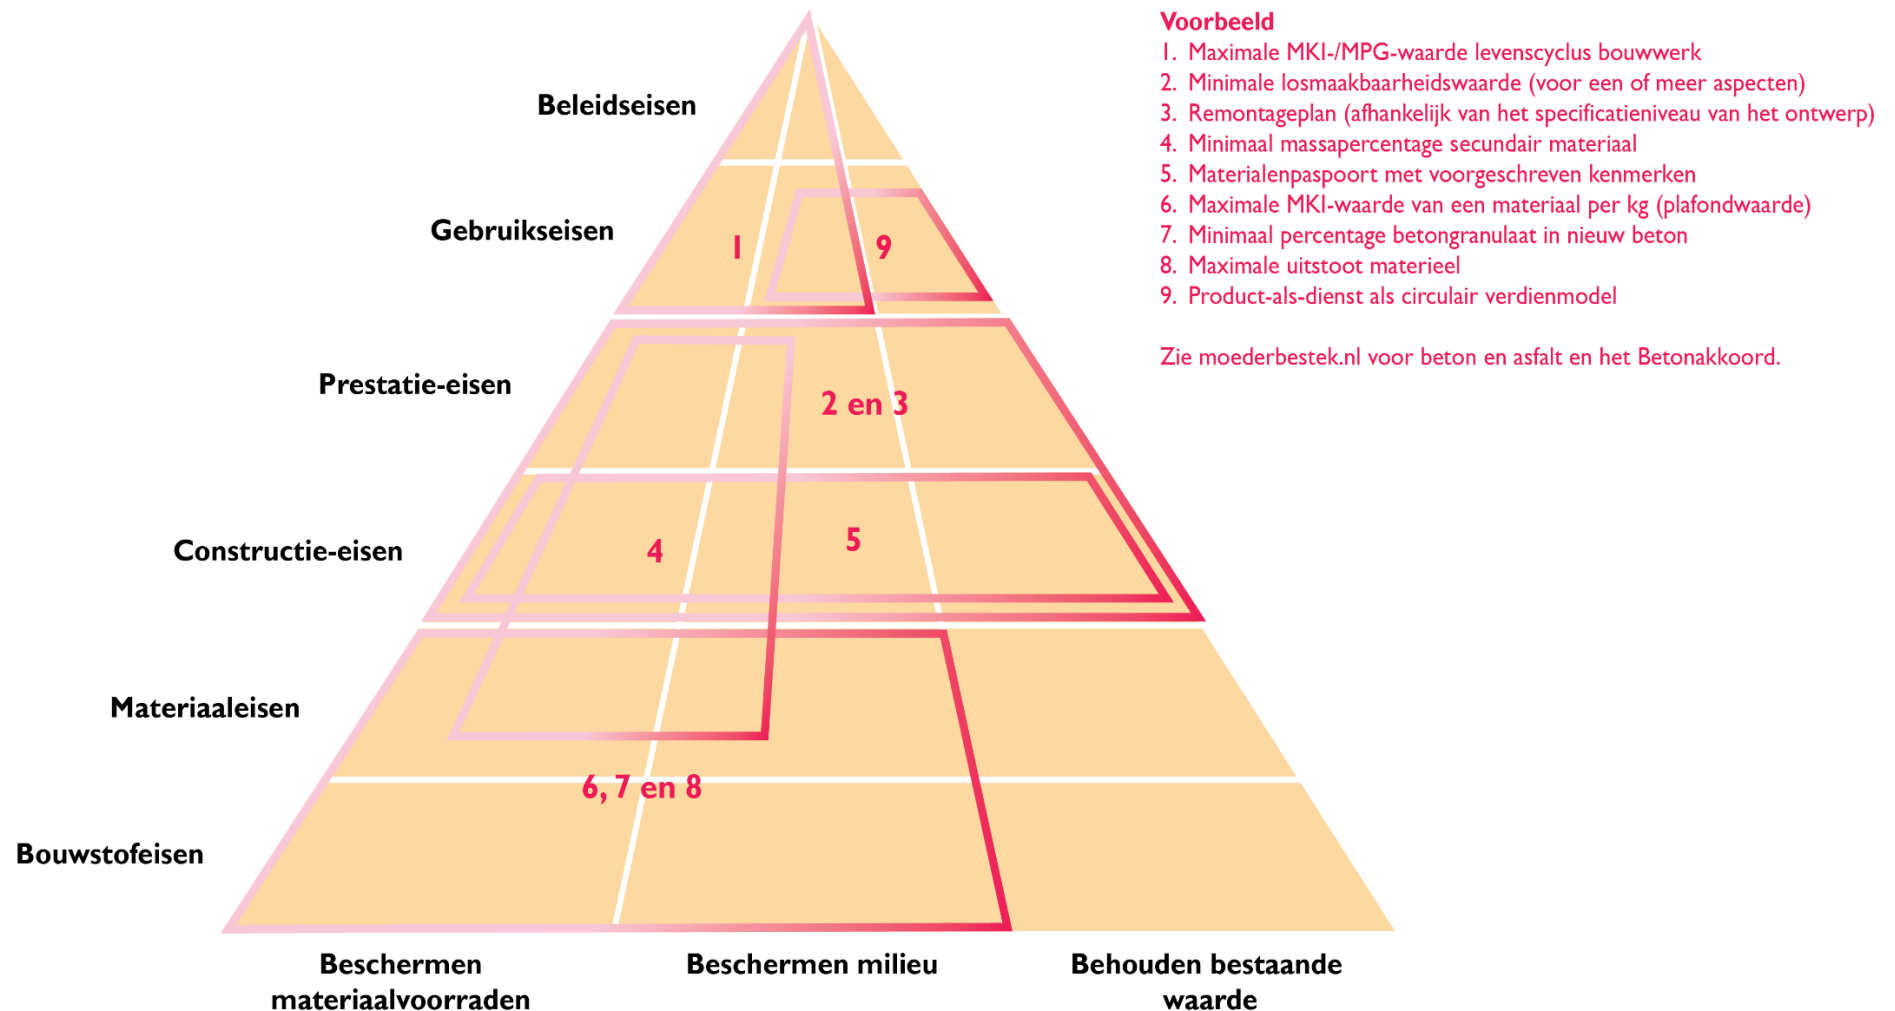 Voorbeeld
1. Maximale MKI-/MPG-waarde levenscyclus bouwwerk
2. Minimale losmaakbaarheidswaarde (voor een of meer aspecten)
3. Remontageplan (afhankelijk van het specificatieniveau van het ontwerp)
4. Minimaal massapercentage secundair materiaal
5. Materialenpaspoort met voorgeschreven kenmerken
6. Maximale MKI-waarde van een materiaal per kg (plafondwaarde)
7. Minimaal percentage betongranulaat in nieuw beton
8. Maximale uitstoot materieel
9. Product-als-dienst als circulair verdienmodel
Zie moederbestek.nl voor beton en asfalt en het Betonakkoord.
Beleidseisen
Gebruikseisen
1
9
Prestatie-eisen
2 en 3
Constructie-eisen
4
5
Materiaaleisen
6, 7 en 8
Bouwstofeisen
Beschermen
materiaalvoorraden
Beschermen milieu
Behouden bestaande
waarde